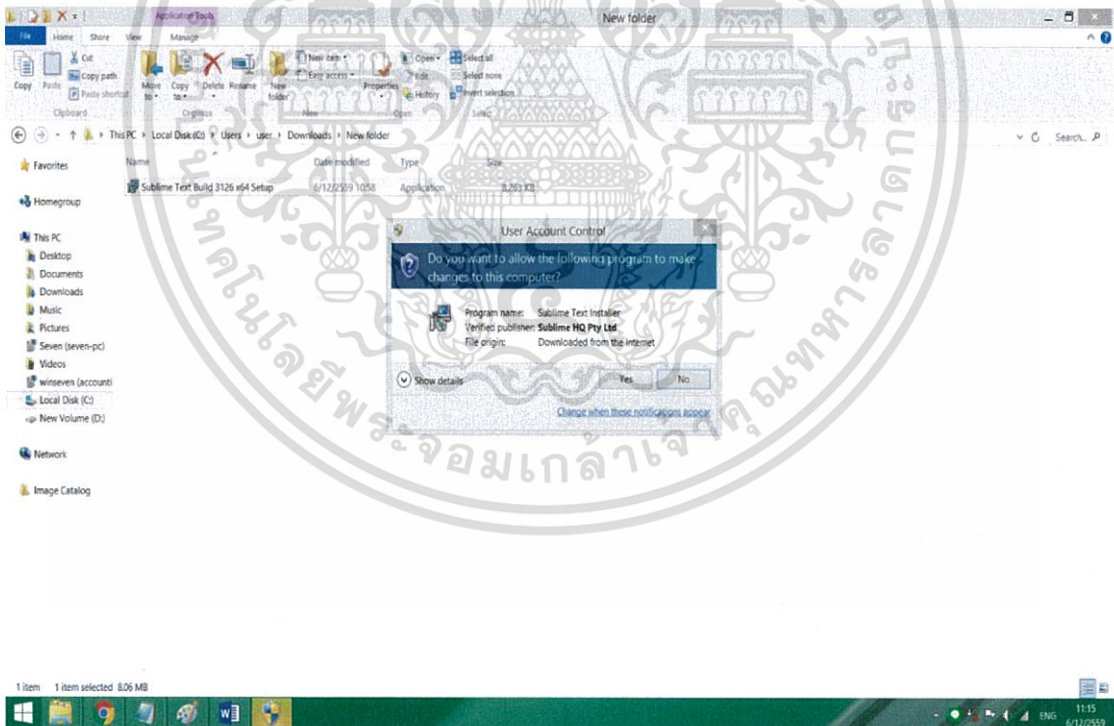 Application Tools New folder
File Home Share View Manage
Copy Paste Cut Copy path Paste shortcut Move to Copy to Delete Rename New folder New item Easy access Properties Open Edit History Select all Select none Invert selection
Clipboard Organize New Open Select
This PC Local Disk (C:) Users user Downloads New folder Search...
Name Date modified Type Size
Sublime Text Build 3126 x64 Setup 6/12/2559 10:58 Application 8,263 KB
Favorites
Homegroup
This PC
Desktop
Documents
Downloads
Music
Pictures
Seven (seven-pc)
Videos
winseven (accounti
Local Disk (C:)
New Volume (D:)
Network
Image Catalog
User Account Control
Do you want to allow the following program to make
changes to this computer?
Program name: Sublime Text Installer
Verified publisher: Sublime HQ Pty Ltd
File origin: Downloaded from the Internet
Show details Yes No
Change when these notifications appear
1 item 1 item selected 8.06 MB
ENG 11:15
6/12/2559